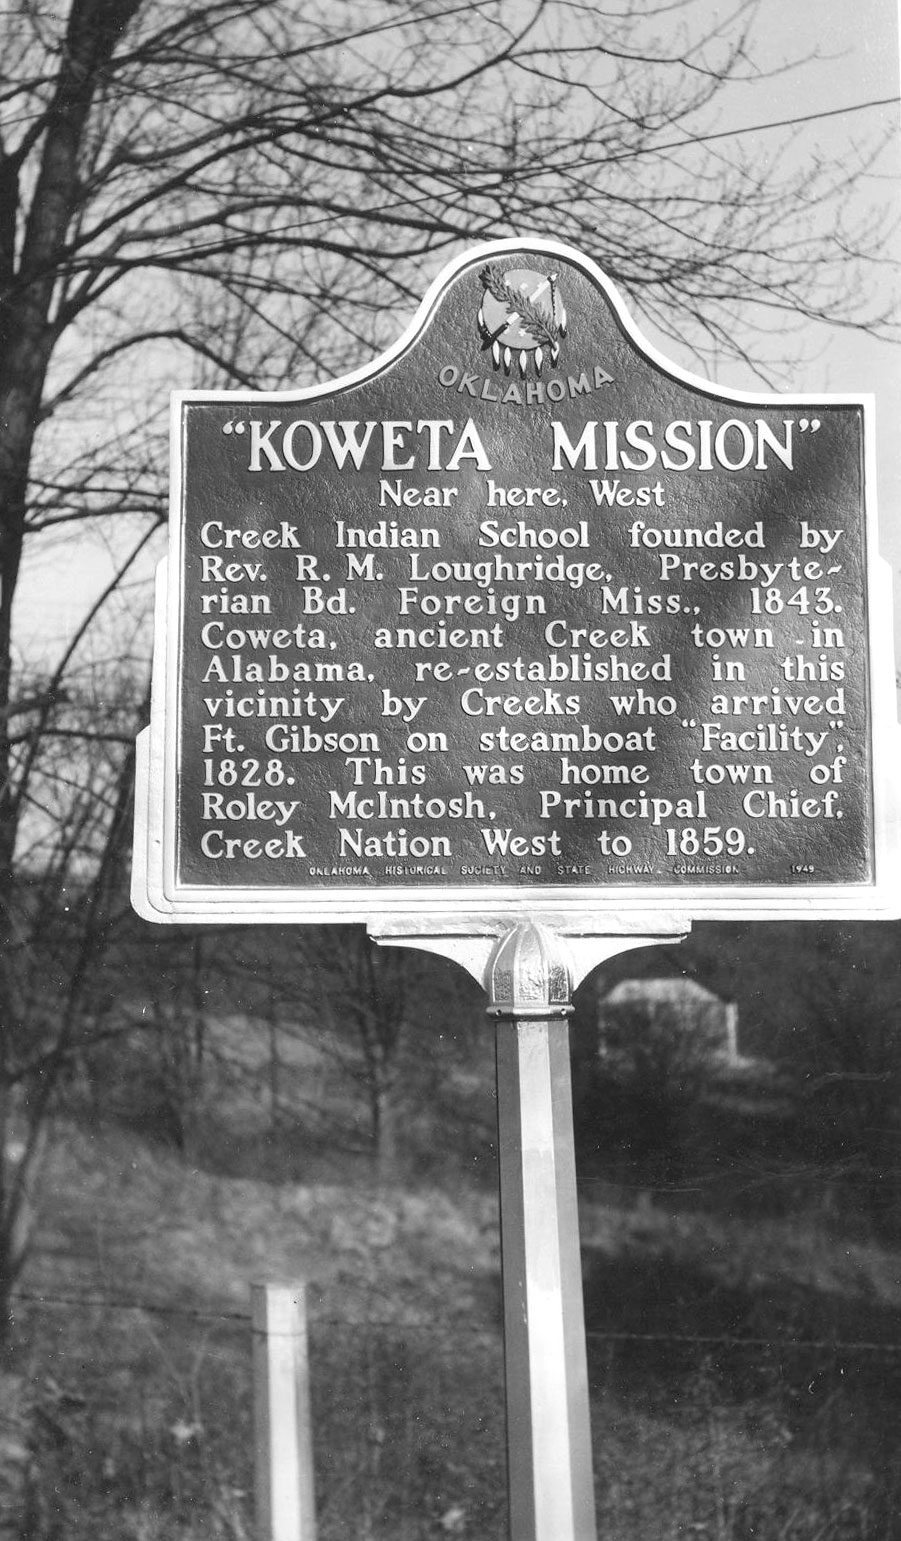 OKLAHOMA
"KOWETA MISSION"
Near here, West
Creek Indian School founded by
Rev. R. M. Loughridge, Presbyte-
rian Bd. Foreign Miss., 1843.
Coweta, ancient Creek town in
Alabama, re-established in this
vicinity by Creeks who arrived
Ft. Gibson on steamboat "Facility",
1828. This was home town of
Roley McIntosh, Principal Chief,
Creek Nation West to 1859.
OKLAHOMA HISTORICAL SOCIETY AND STATE HIGHWAY COMMISSION 1949